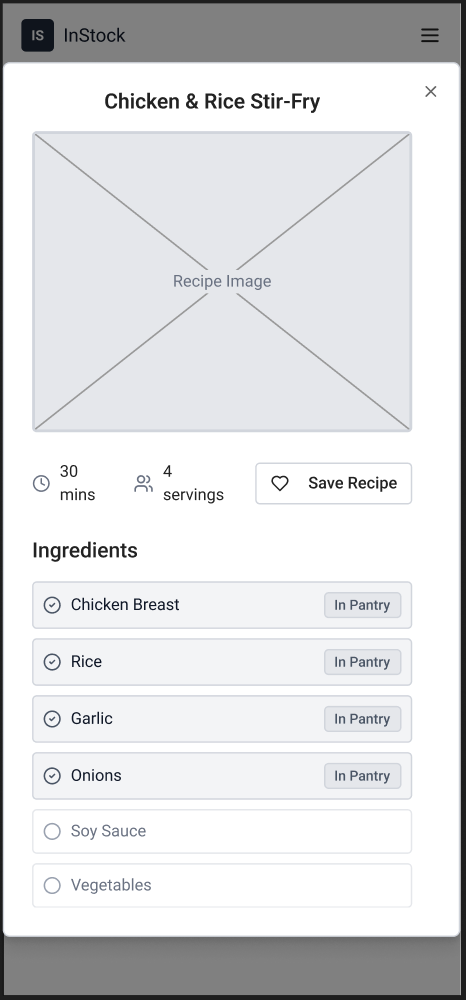 IS InStock
Chicken & Rice Stir-Fry
Recipe Image
30
mins
4
servings
Save Recipe
Ingredients
Chicken Breast In Pantry
Rice In Pantry
Garlic In Pantry
Onions In Pantry
Soy Sauce
Vegetables